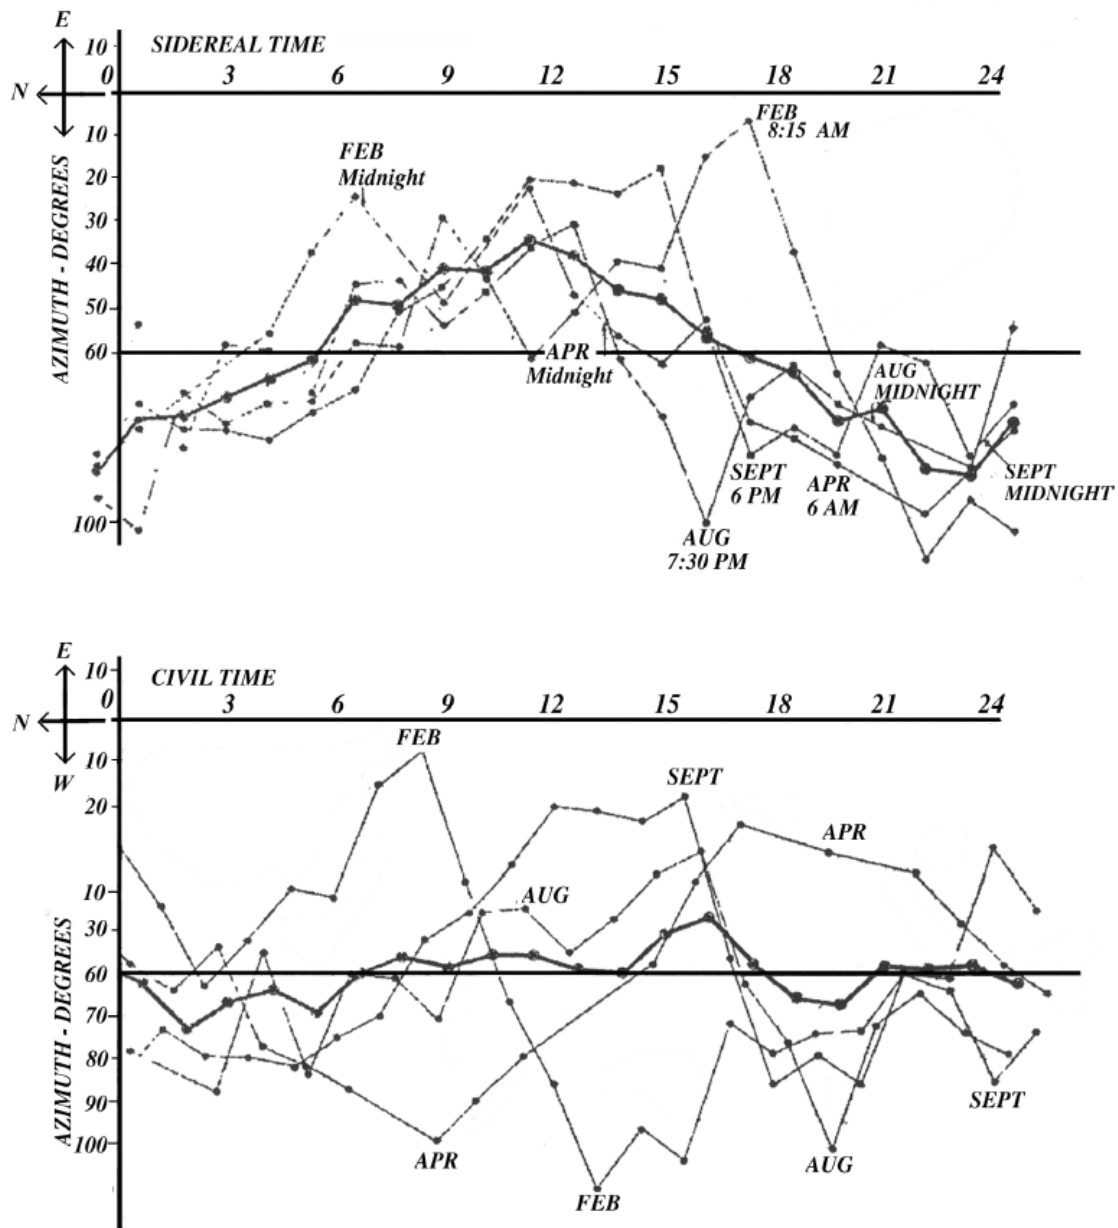 E
10
SIDEREAL TIME
0 3 6 9 12 15 18 21 24
N
10
FEB
8:15 AM
FEB
Midnight
20
30
40
50
60
100
AZIMUTH - DEGREES
APR
Midnight
AUG
MIDNIGHT
SEPT
6 PM
APR
6 AM
SEPT
MIDNIGHT
AUG
7:30 PM
E
10
CIVIL TIME
0 3 6 9 12 15 18 21 24
N
FEB
10
W
SEPT
20
APR
10
AUG
30
60
70
80
90
100
AZIMUTH - DEGREES
SEPT
APR
AUG
FEB